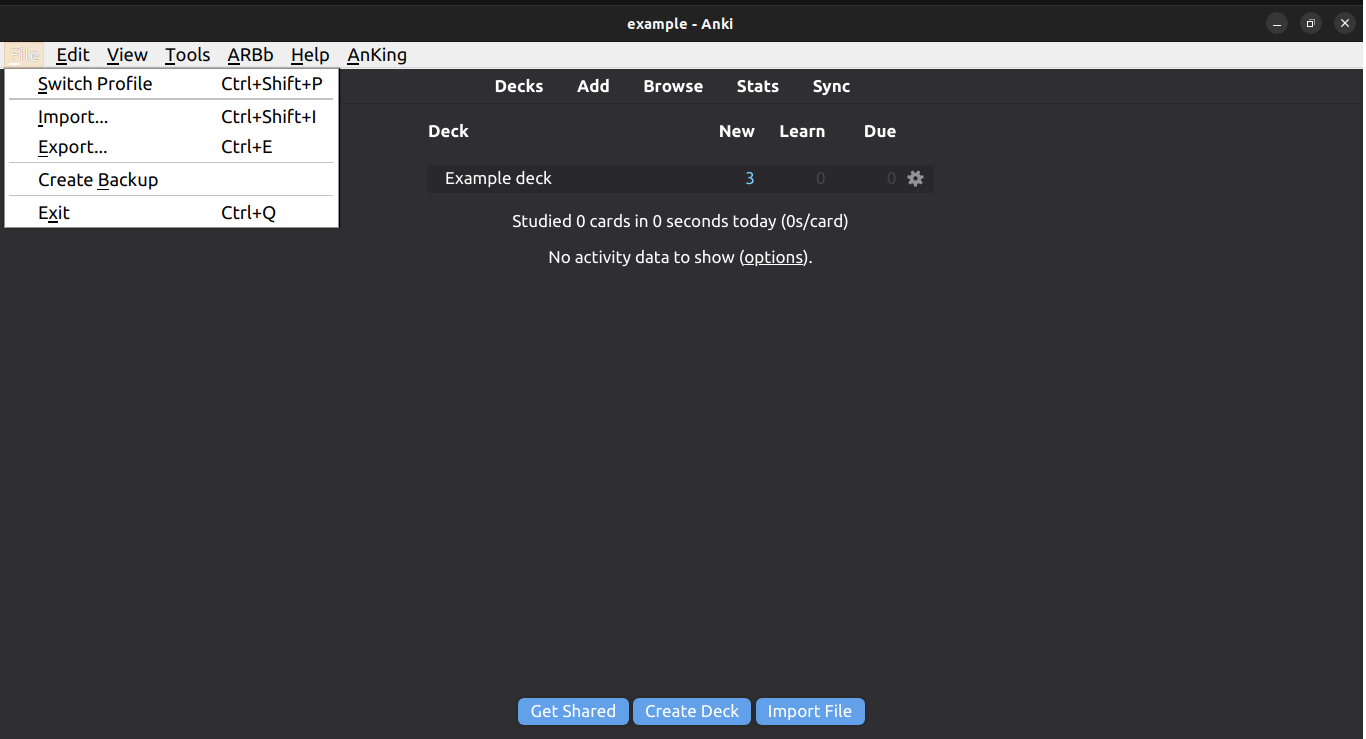 example - Anki
File Edit View Tools ARBb Help AnKing
Switch Profile Ctrl+Shift+P
Import... Ctrl+Shift+I
Export... Ctrl+E
Create Backup
Exit Ctrl+Q
Decks Add Browse Stats Sync
Deck New Learn Due
Example deck 3 0 0
Studied 0 cards in 0 seconds today (0s/card)
No activity data to show (options).
Get Shared Create Deck Import File